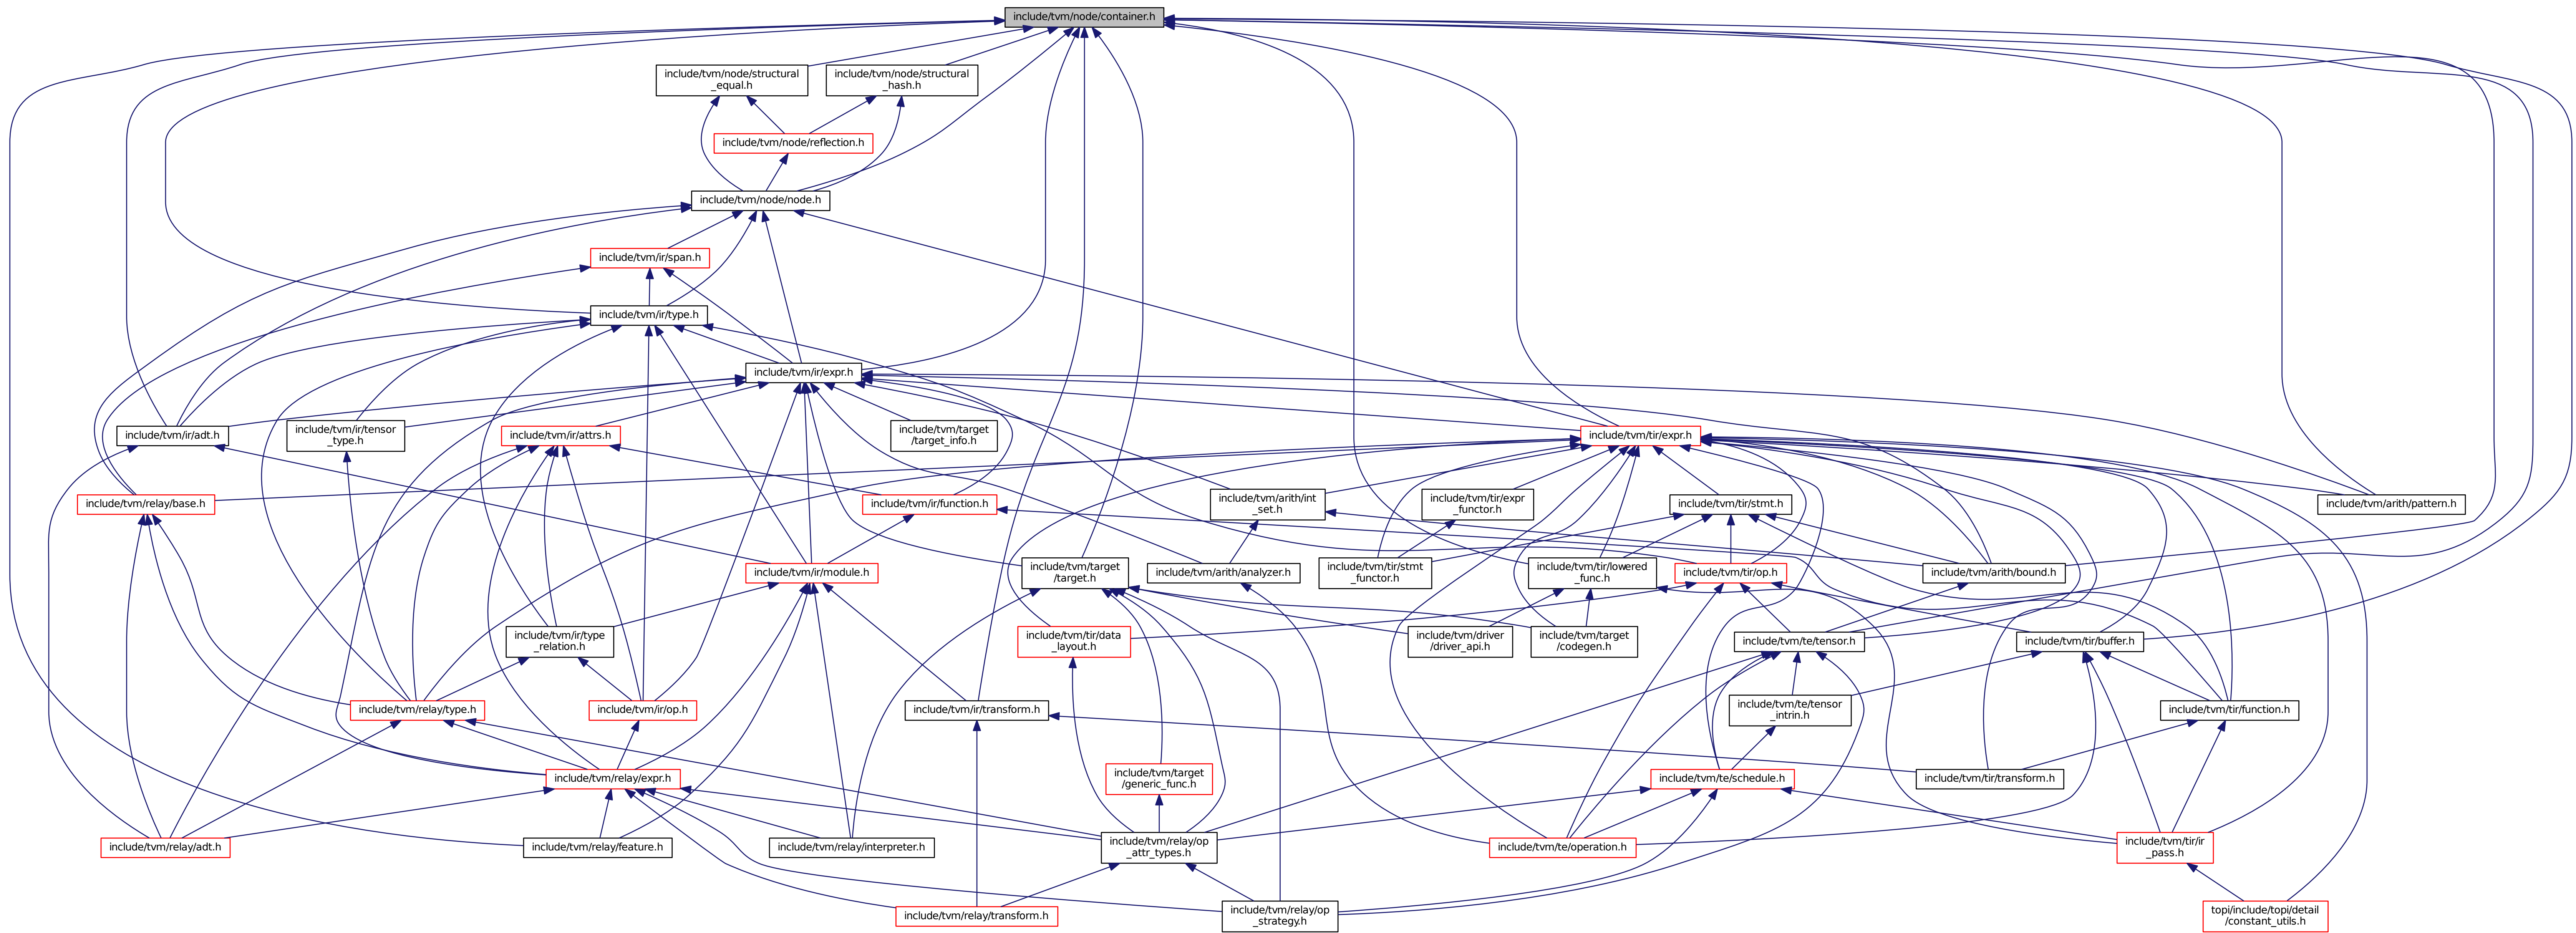 include/tvm/node/container.h
include/tvm/node/structural
_equal.h
include/tvm/node/structural
_hash.h
include/tvm/node/reflection.h
include/tvm/node/node.h
include/tvm/ir/span.h
include/tvm/ir/type.h
include/tvm/ir/expr.h
include/tvm/ir/adt.h
include/tvm/ir/tensor
_type.h
include/tvm/ir/attrs.h
include/tvm/target
/target_info.h
include/tvm/tir/expr.h
include/tvm/relay/base.h
include/tvm/ir/function.h
include/tvm/arith/int
_set.h
include/tvm/tir/expr
_functor.h
include/tvm/tir/stmt.h
include/tvm/arith/pattern.h
include/tvm/ir/module.h
include/tvm/target
/target.h
include/tvm/arith/analyzer.h
include/tvm/tir/stmt
_functor.h
include/tvm/tir/lowered
_func.h
include/tvm/tir/op.h
include/tvm/arith/bound.h
include/tvm/ir/type
_relation.h
include/tvm/tir/data
_layout.h
include/tvm/driver
/driver_api.h
include/tvm/target
/codegen.h
include/tvm/te/tensor.h
include/tvm/tir/buffer.h
include/tvm/relay/type.h
include/tvm/ir/op.h
include/tvm/ir/transform.h
include/tvm/te/tensor
_intrin.h
include/tvm/tir/function.h
include/tvm/relay/expr.h
include/tvm/target
/generic_func.h
include/tvm/te/schedule.h
include/tvm/tir/transform.h
include/tvm/relay/adt.h
include/tvm/relay/feature.h
include/tvm/relay/interpreter.h
include/tvm/relay/op
_attr_types.h
include/tvm/te/operation.h
include/tvm/tir/ir
_pass.h
include/tvm/relay/transform.h
include/tvm/relay/op
_strategy.h
topi/include/topi/detail
/constant_utils.h